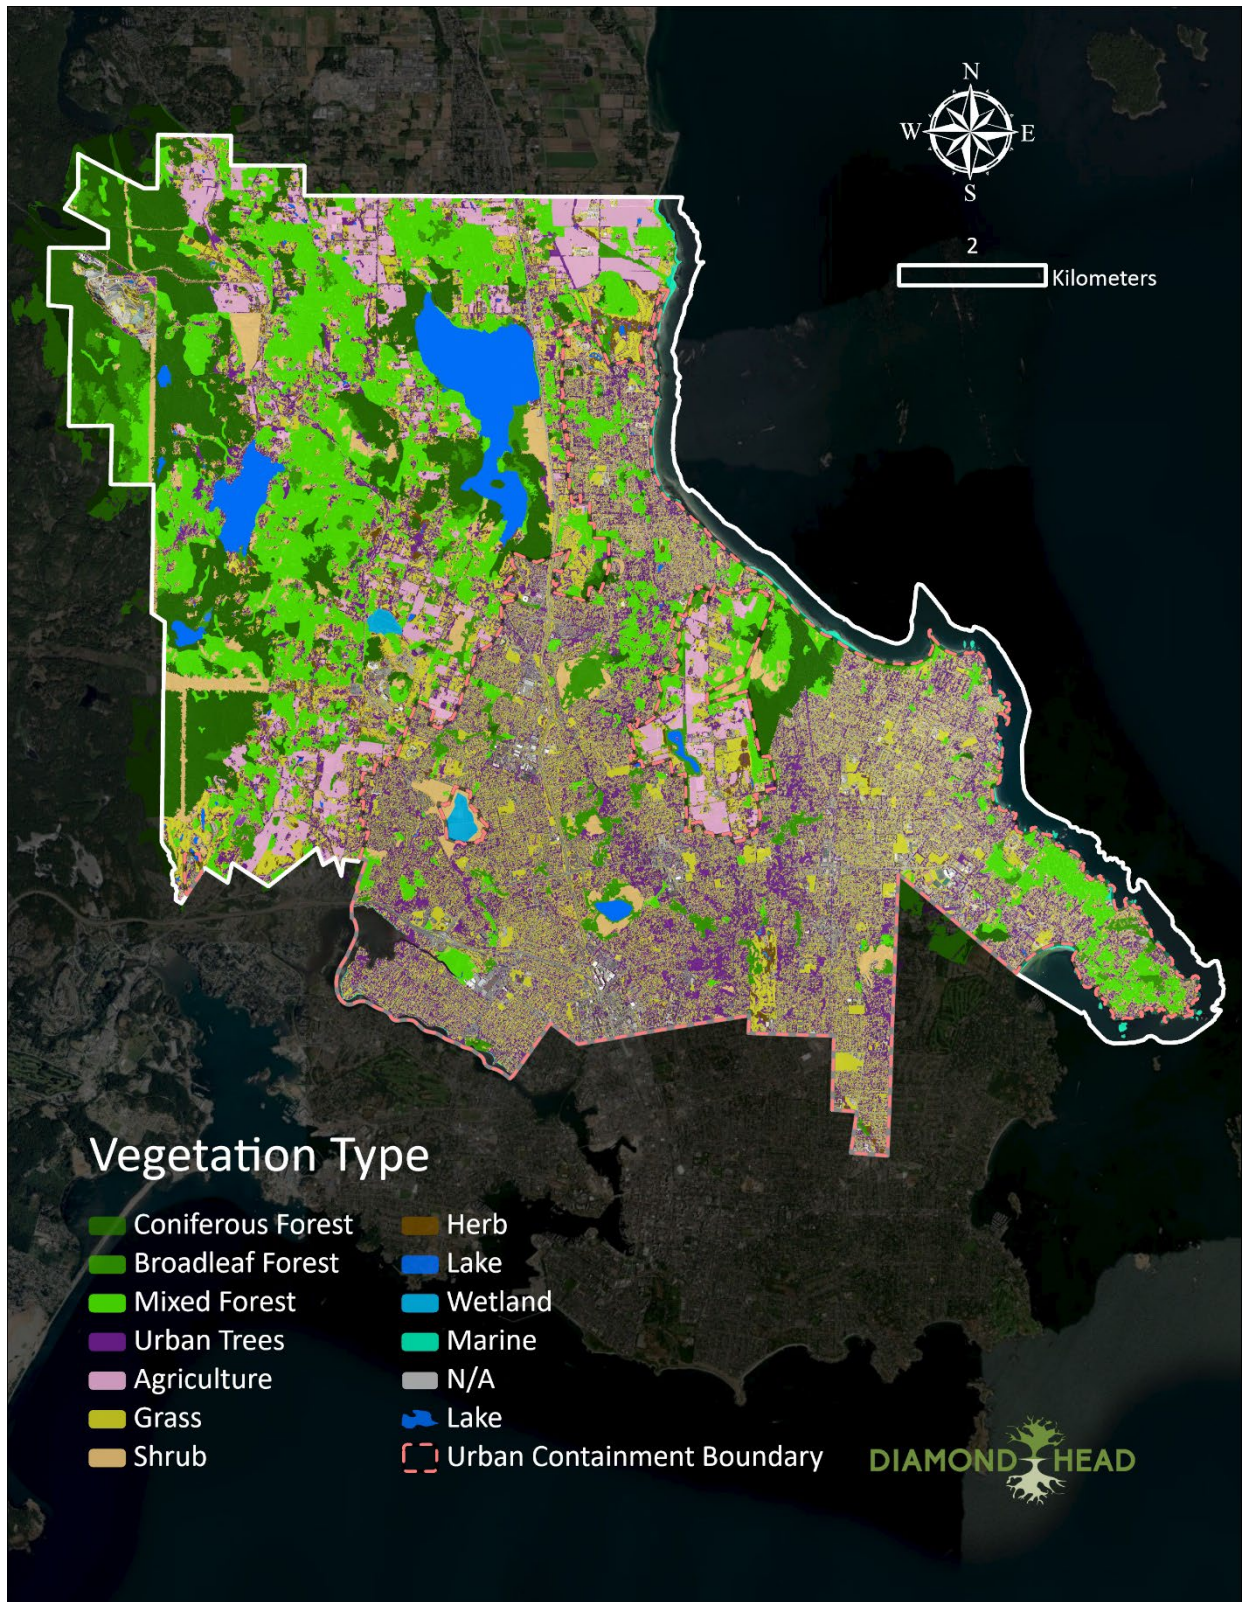 N
W E
S
2
Kilometers
Vegetation Type
Coniferous Forest
Broadleaf Forest
Mixed Forest
Urban Trees
Agriculture
Grass
Shrub
Herb
Lake
Wetland
Marine
N/A
Lake
Urban Containment Boundary
DIAMOND HEAD